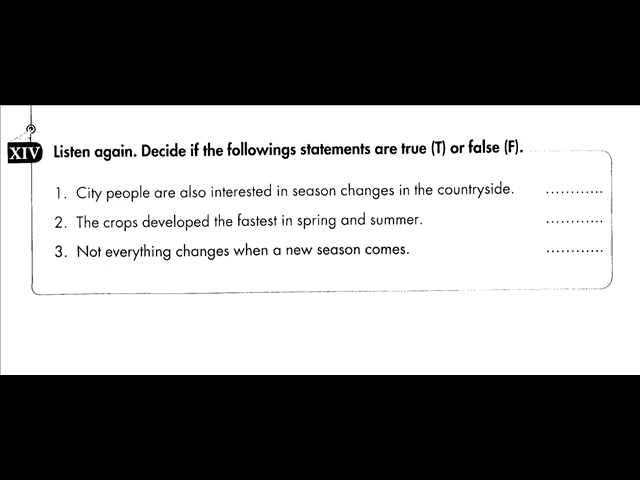 XIV Listen again. Decide if the followings statements are true (T) or false (F).
1. City people are also interested in season changes in the countryside. ............
2. The crops developed the fastest in spring and summer. ............
3. Not everything changes when a new season comes. ............